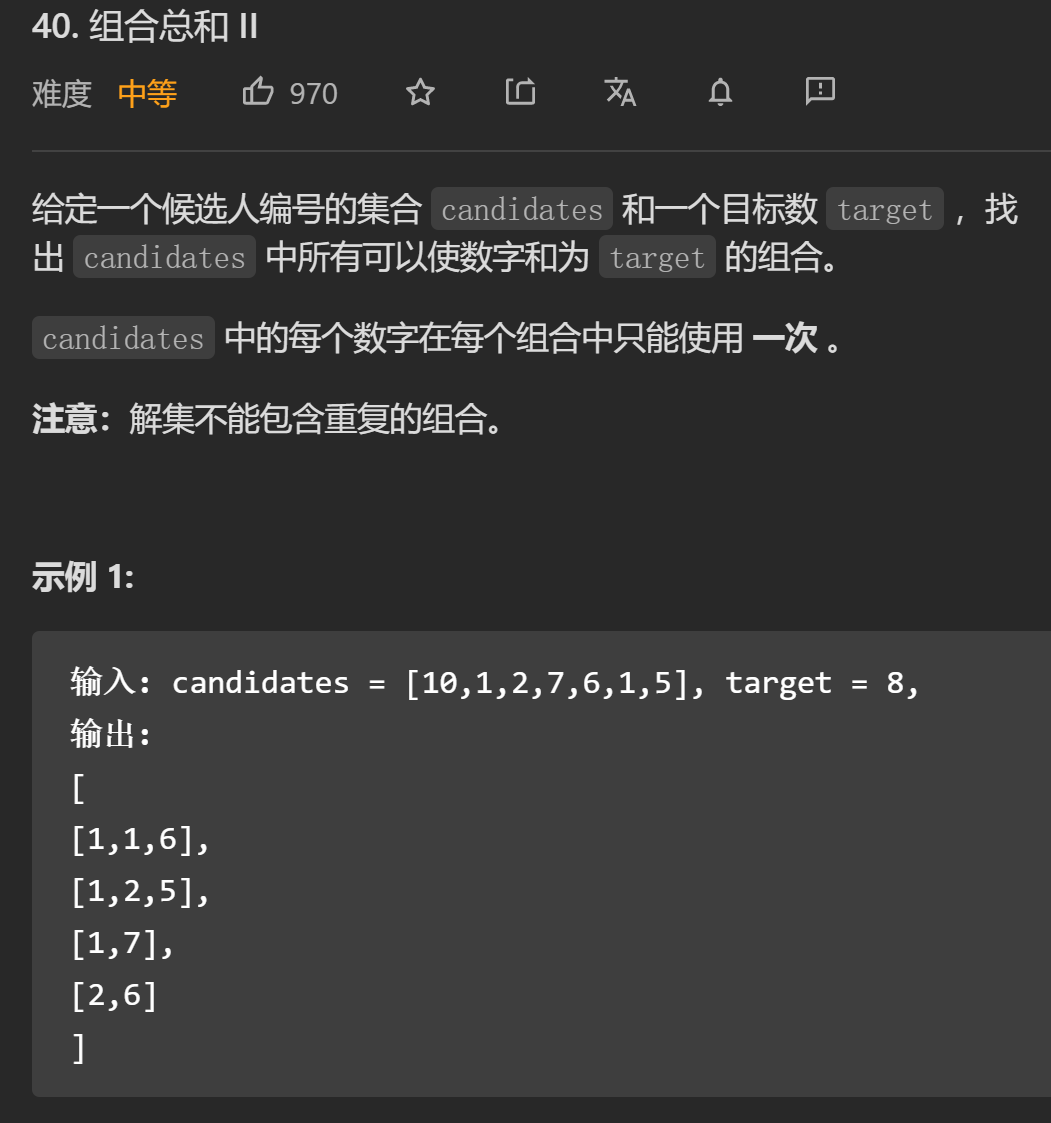 40. 组合总和 II
难度 中等 970
给定一个候选人编号的集合 candidates 和一个目标数 target ，找
出 candidates 中所有可以使数字和为 target 的组合。
candidates 中的每个数字在每个组合中只能使用 一次 。
注意：解集不能包含重复的组合。
示例 1:
输入: candidates = [10,1,2,7,6,1,5], target = 8,
输出:
[
[1,1,6],
[1,2,5],
[1,7],
[2,6]
]